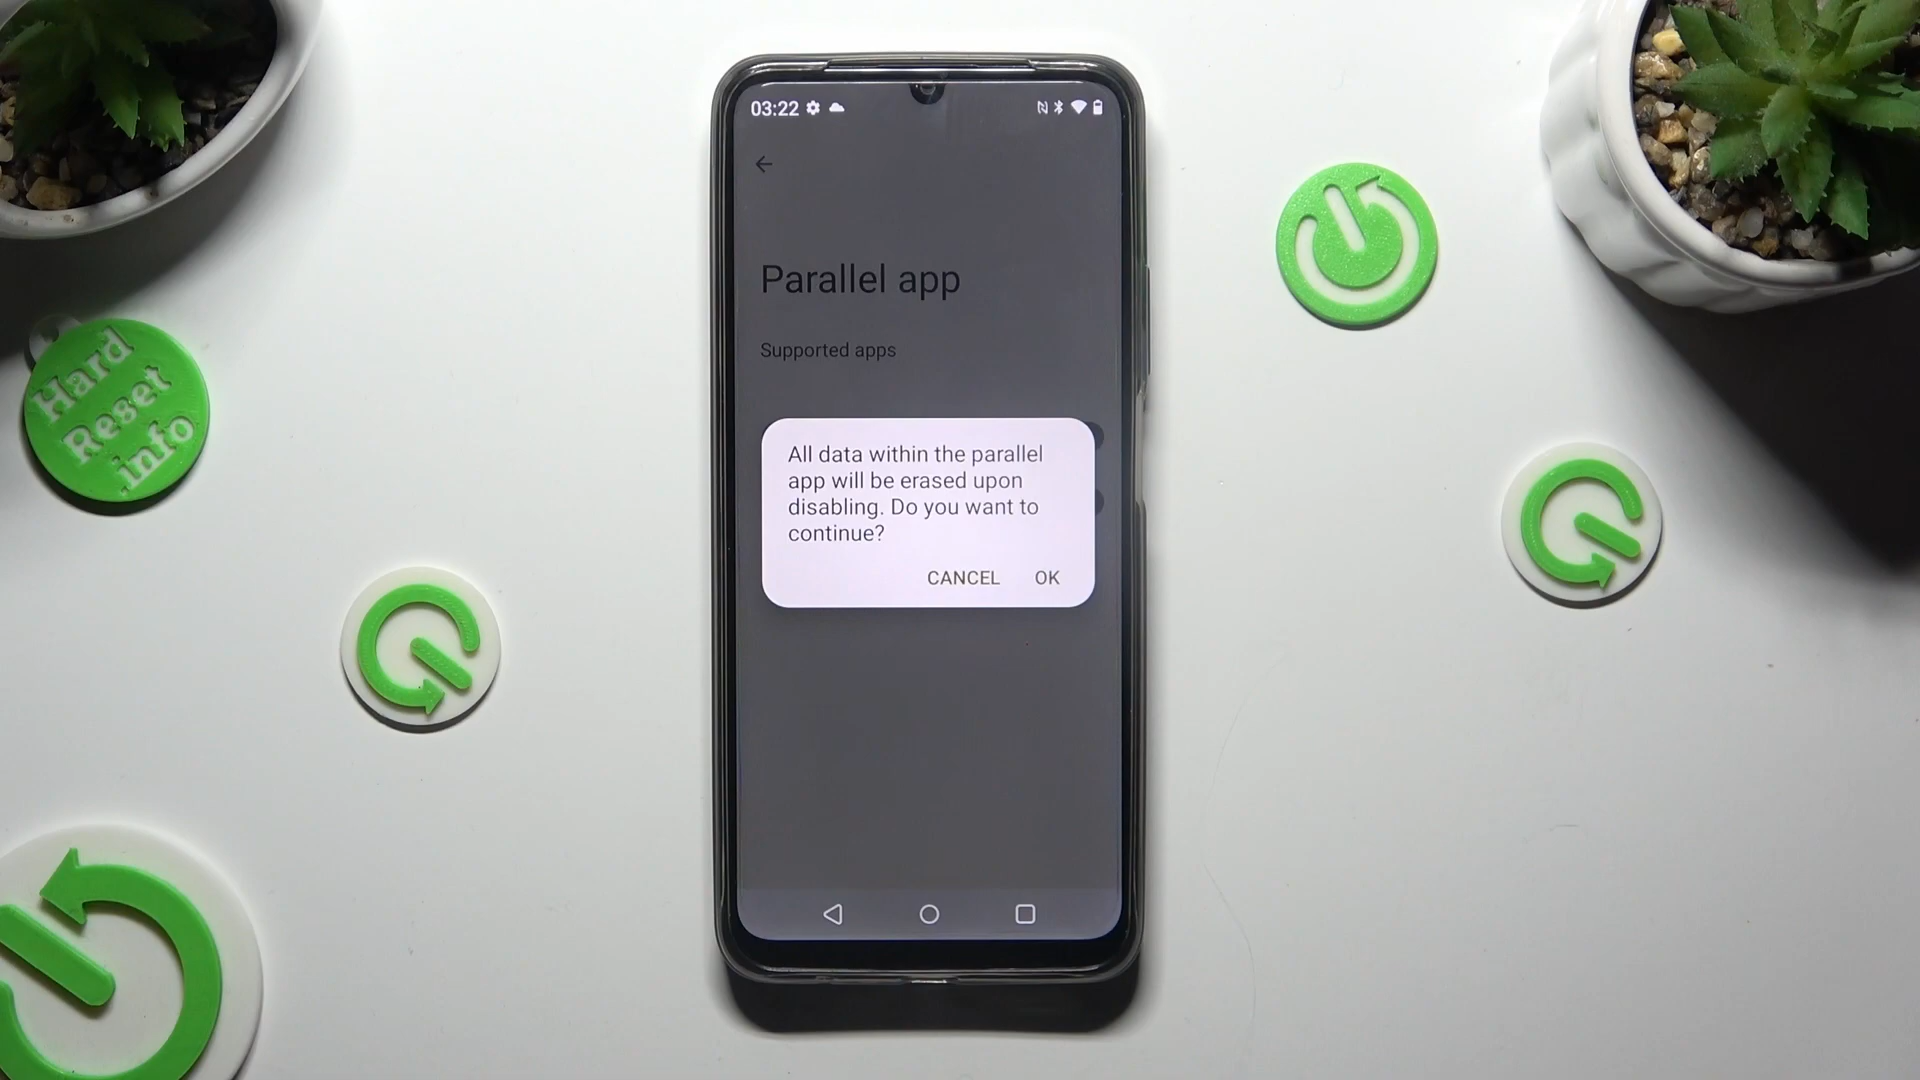 03:22
Parallel app
Supported apps
All data within the parallel
app will be erased upon
disabling. Do you want to
continue?
CANCEL OK
Hard
Reset
.info